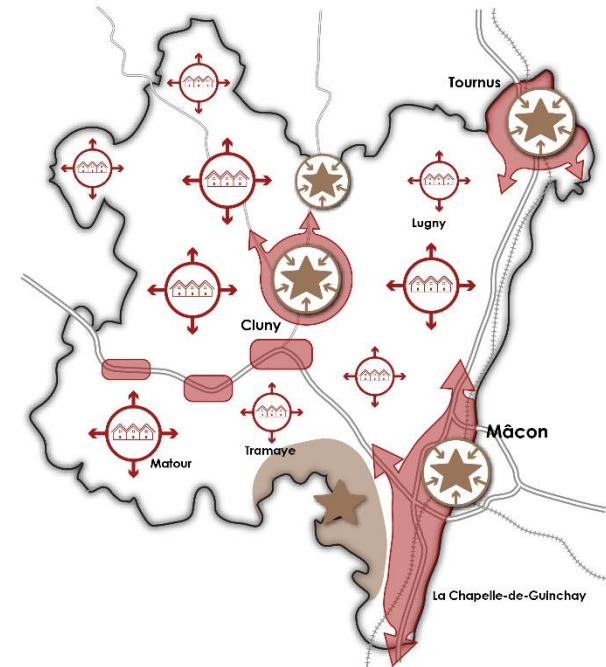 Tournus
Lugny
Cluny
Mâcon
Tramaye
Matour
La Chapelle-de-Guinchay